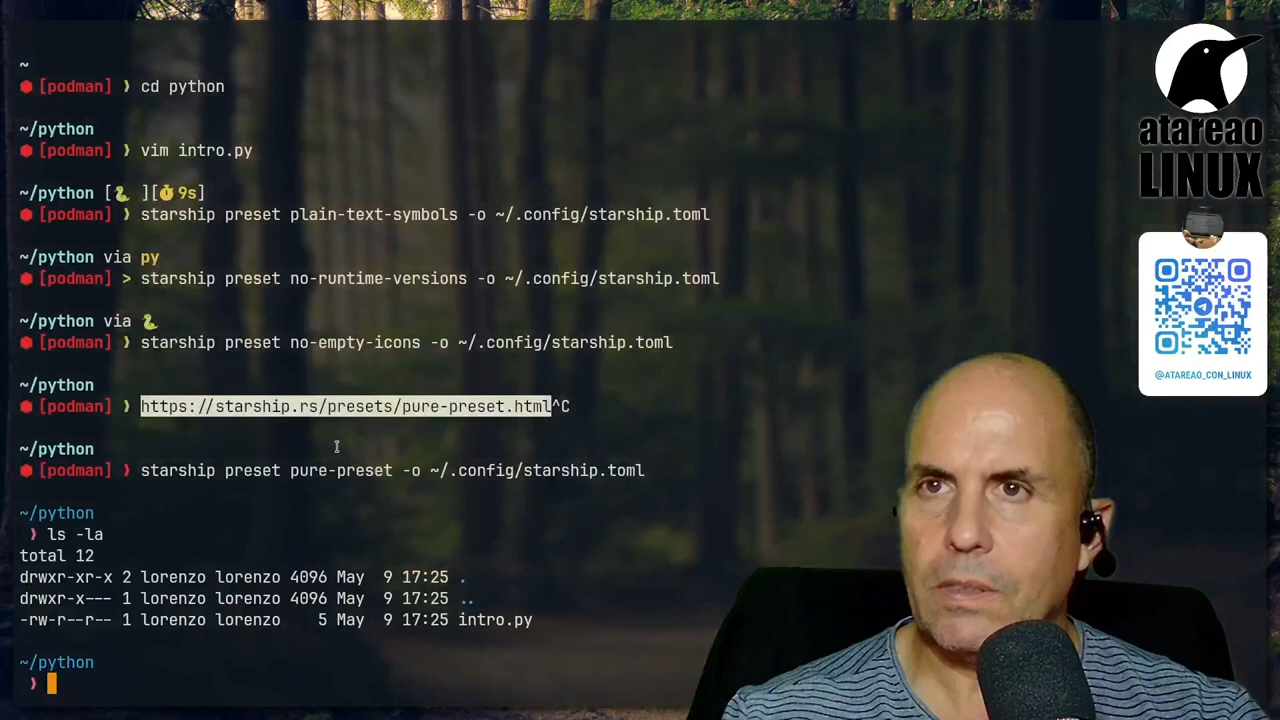 ~
[podman] ❯ cd python
~/python
[podman] ❯ vim intro.py
~/python [🐍 ][⏱ 9s]
[podman] ❯ starship preset plain-text-symbols -o ~/.config/starship.toml
~/python via py
[podman] > starship preset no-runtime-versions -o ~/.config/starship.toml
~/python via 🐍
[podman] ❯ starship preset no-empty-icons -o ~/.config/starship.toml
~/python
[podman] ❯ https://starship.rs/presets/pure-preset.html^C
~/python
[podman] ❯ starship preset pure-preset -o ~/.config/starship.toml
~/python
❯ ls -la
total 12
drwxr-xr-x 2 lorenzo lorenzo 4096 May  9 17:25 .
drwxr-x--- 1 lorenzo lorenzo 4096 May  9 17:25 ..
-rw-r--r-- 1 lorenzo lorenzo    5 May  9 17:25 intro.py
~/python
❯
atareao
LINUX
@ATAREAO_CON_LINUX